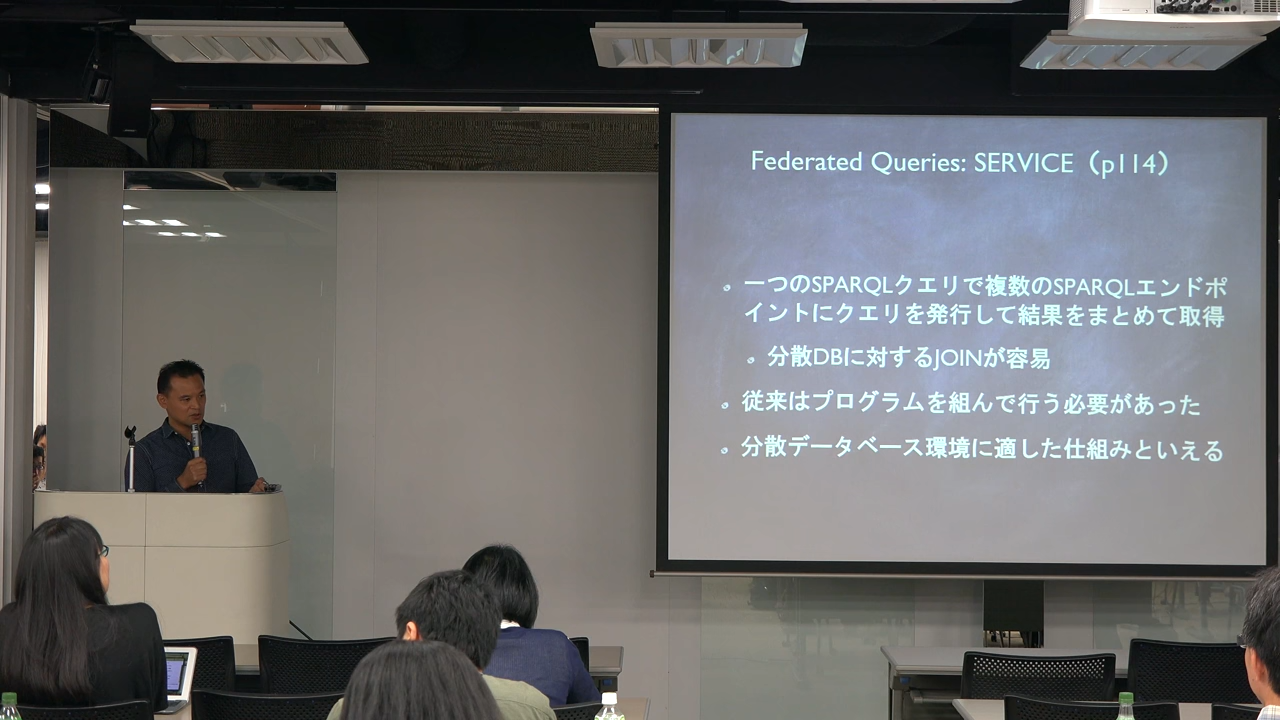 Federated Queries: SERVICE（p114）
一つのSPARQLクエリで複数のSPARQLエンドポ
イントにクエリを発行して結果をまとめて取得
分散DBに対するJOINが容易
従来はプログラムを組んで行う必要があった
分散データベース環境に適した仕組みといえる